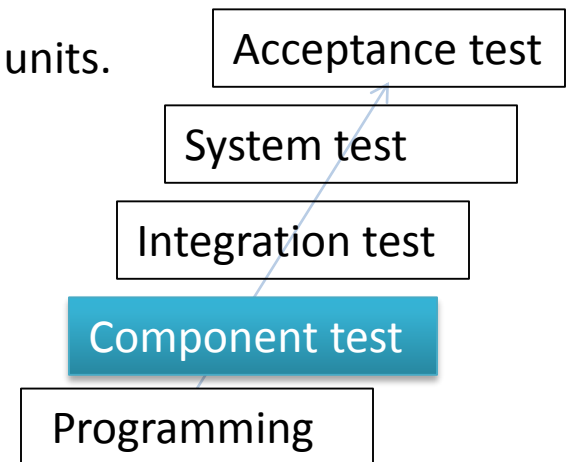 units.
Acceptance test
System test
Integration test
Component test
Programming